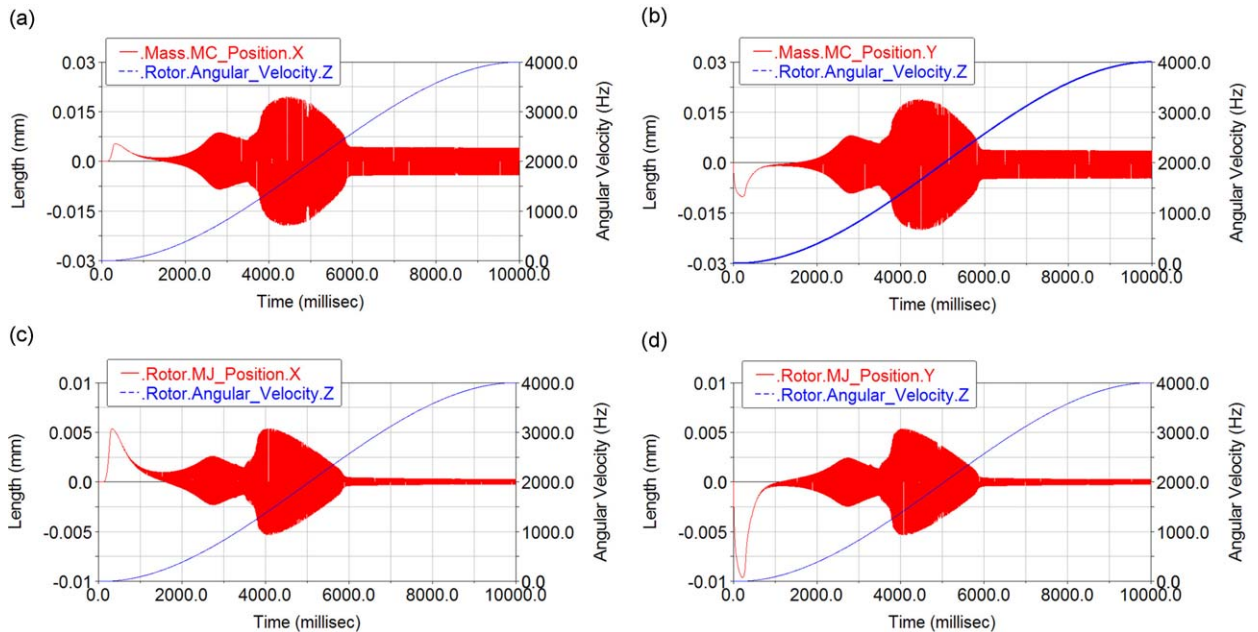 (a)
.Mass.MC_Position.X
.Rotor.Angular_Velocity.Z
0.03
0.015
0.0
-0.015
-0.03
Length (mm)
4000.0
3000.0
2000.0
1000.0
0.0
Angular Velocity (Hz)
0.0 2000.0 4000.0 6000.0 8000.0 10000.0
Time (millisec)
(b)
.Mass.MC_Position.Y
.Rotor.Angular_Velocity.Z
0.03
0.015
0.0
-0.015
-0.03
Length (mm)
4000.0
3000.0
2000.0
1000.0
0.0
Angular Velocity (Hz)
0.0 2000.0 4000.0 6000.0 8000.0 10000.0
Time (millisec)
(c)
.Rotor.MJ_Position.X
.Rotor.Angular_Velocity.Z
0.01
0.005
0.0
-0.005
-0.01
Length (mm)
4000.0
3000.0
2000.0
1000.0
0.0
Angular Velocity (Hz)
0.0 2000.0 4000.0 6000.0 8000.0 10000.0
Time (millisec)
(d)
.Rotor.MJ_Position.Y
.Rotor.Angular_Velocity.Z
0.01
0.005
0.0
-0.005
-0.01
Length (mm)
4000.0
3000.0
2000.0
1000.0
0.0
Angular Velocity (Hz)
0.0 2000.0 4000.0 6000.0 8000.0 10000.0
Time (millisec)